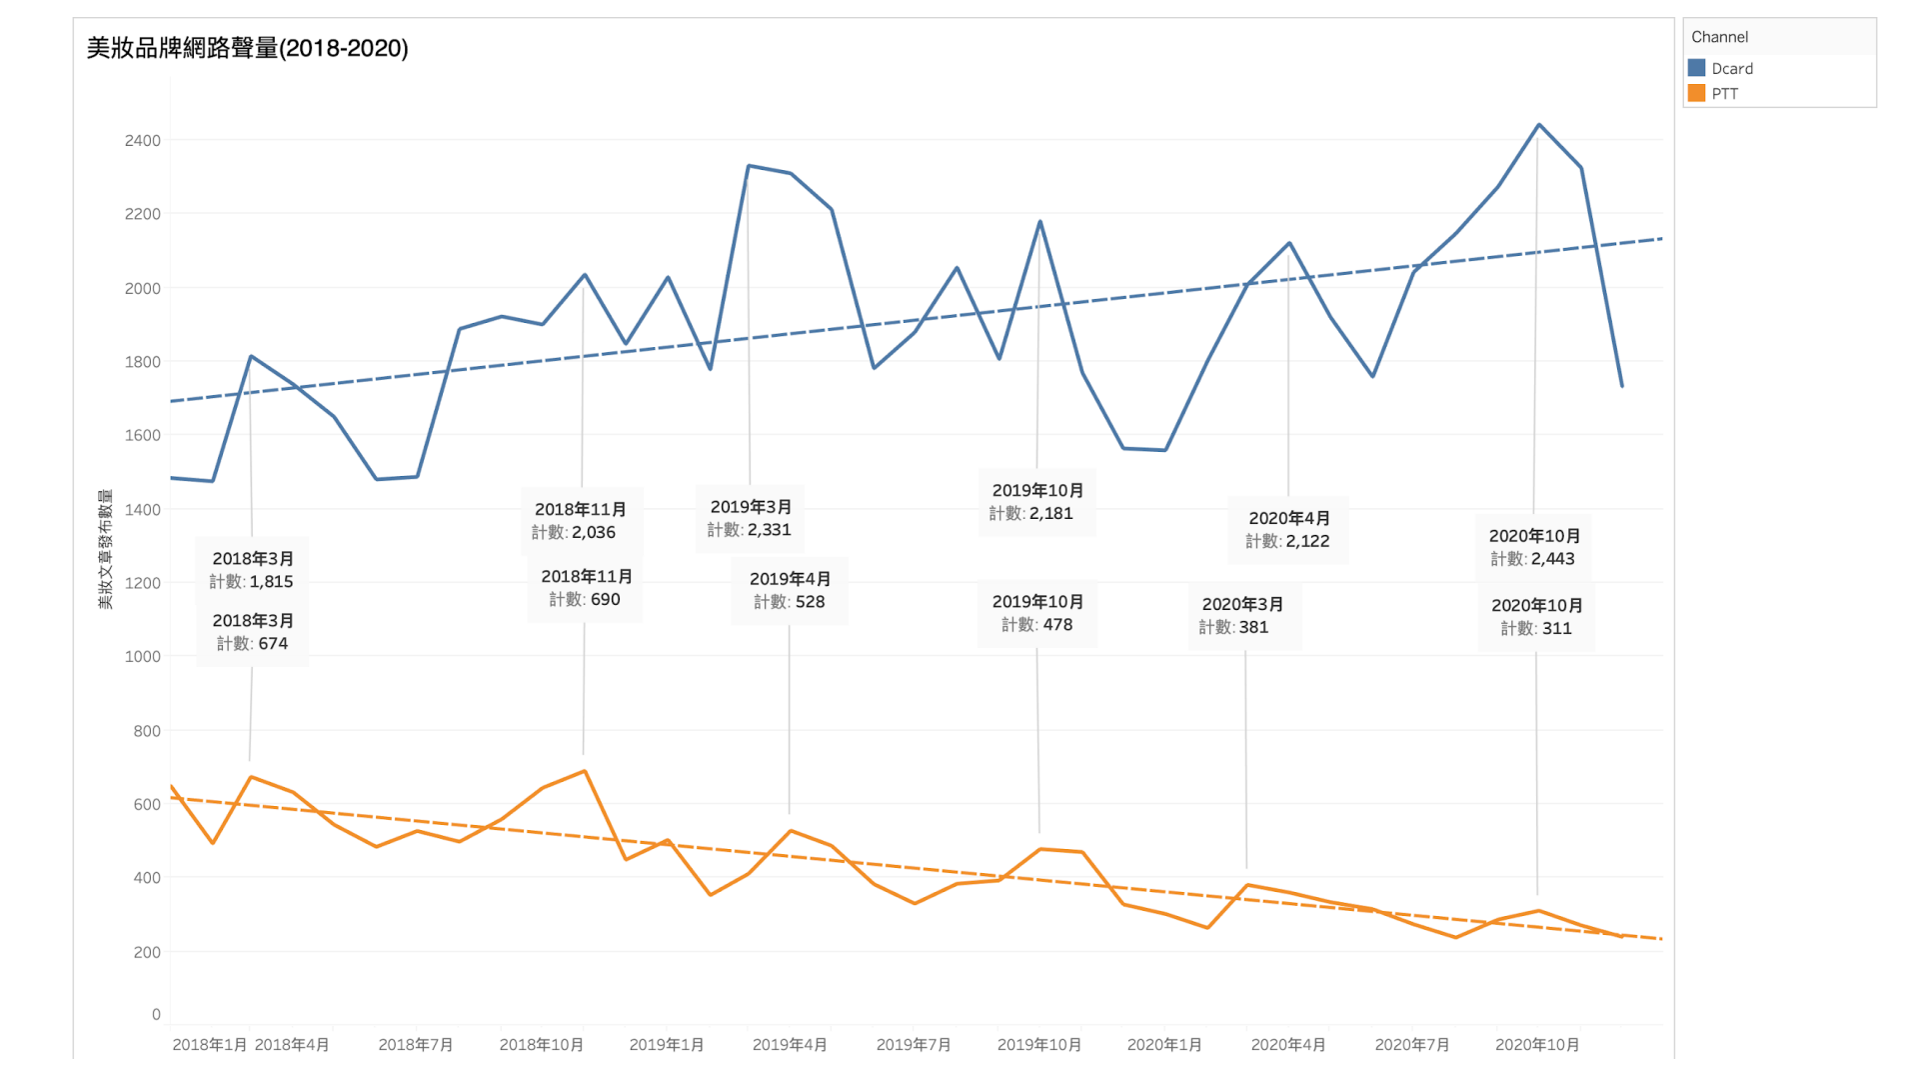 美妝品牌網路聲量(2018-2020)
Channel
Dcard
PTT
美妝文章發布數量
2400
2200
2000
1800
1600
1400
1200
1000
800
600
400
200
0
2018年3月
計數: 1,815
2018年3月
計數: 674
2018年11月
計數: 2,036
2018年11月
計數: 690
2019年3月
計數: 2,331
2019年4月
計數: 528
2019年10月
計數: 2,181
2019年10月
計數: 478
2020年4月
計數: 2,122
2020年3月
計數: 381
2020年10月
計數: 2,443
2020年10月
計數: 311
2018年1月 2018年4月 2018年7月 2018年10月 2019年1月 2019年4月 2019年7月 2019年10月 2020年1月 2020年4月 2020年7月 2020年10月